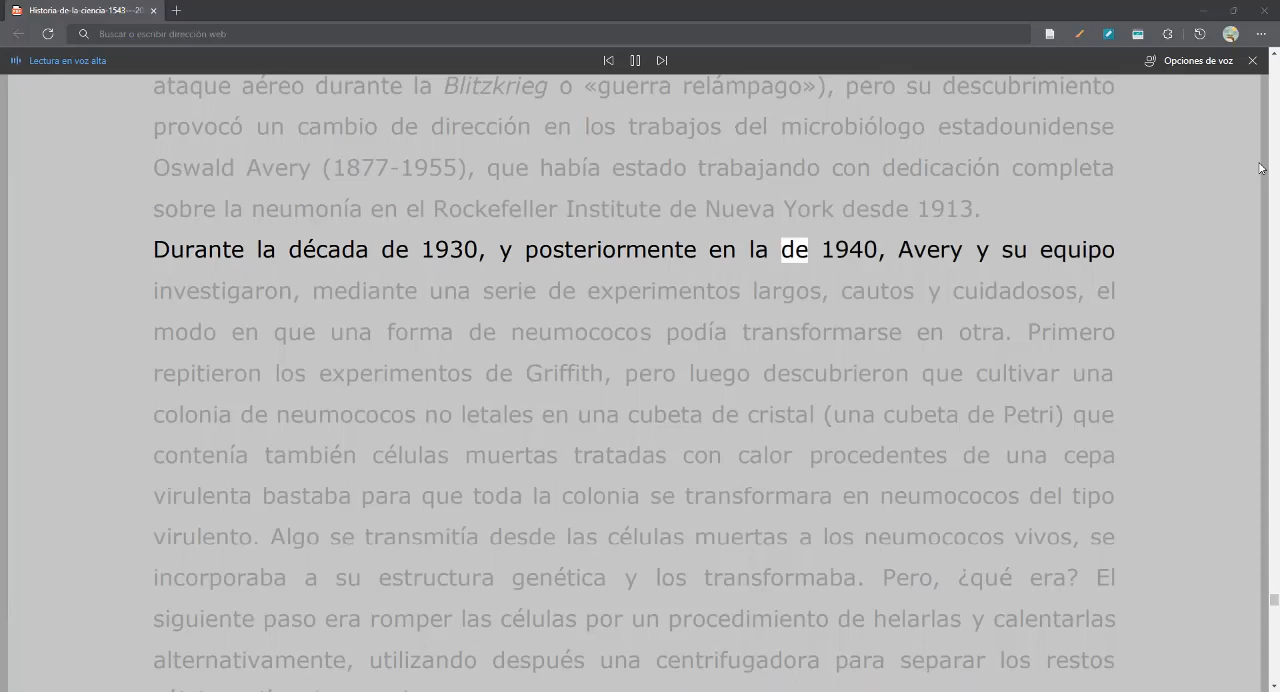 Historia-de-la-ciencia-1543---20
Buscar o escribir dirección web
Lectura en voz alta
Opciones de voz
ataque aéreo durante la Blitzkrieg o «guerra relámpago»), pero su descubrimiento
provocó un cambio de dirección en los trabajos del microbiólogo estadounidense
Oswald Avery (1877-1955), que había estado trabajando con dedicación completa
sobre la neumonía en el Rockefeller Institute de Nueva York desde 1913.
Durante la década de 1930, y posteriormente en la de 1940, Avery y su equipo
investigaron, mediante una serie de experimentos largos, cautos y cuidadosos, el
modo en que una forma de neumococos podía transformarse en otra. Primero
repitieron los experimentos de Griffith, pero luego descubrieron que cultivar una
colonia de neumococos no letales en una cubeta de cristal (una cubeta de Petri) que
contenía también células muertas tratadas con calor procedentes de una cepa
virulenta bastaba para que toda la colonia se transformara en neumococos del tipo
virulento. Algo se transmitía desde las células muertas a los neumococos vivos, se
incorporaba a su estructura genética y los transformaba. Pero, ¿qué era? El
siguiente paso era romper las células por un procedimiento de helarlas y calentarlas
alternativamente, utilizando después una centrifugadora para separar los restos